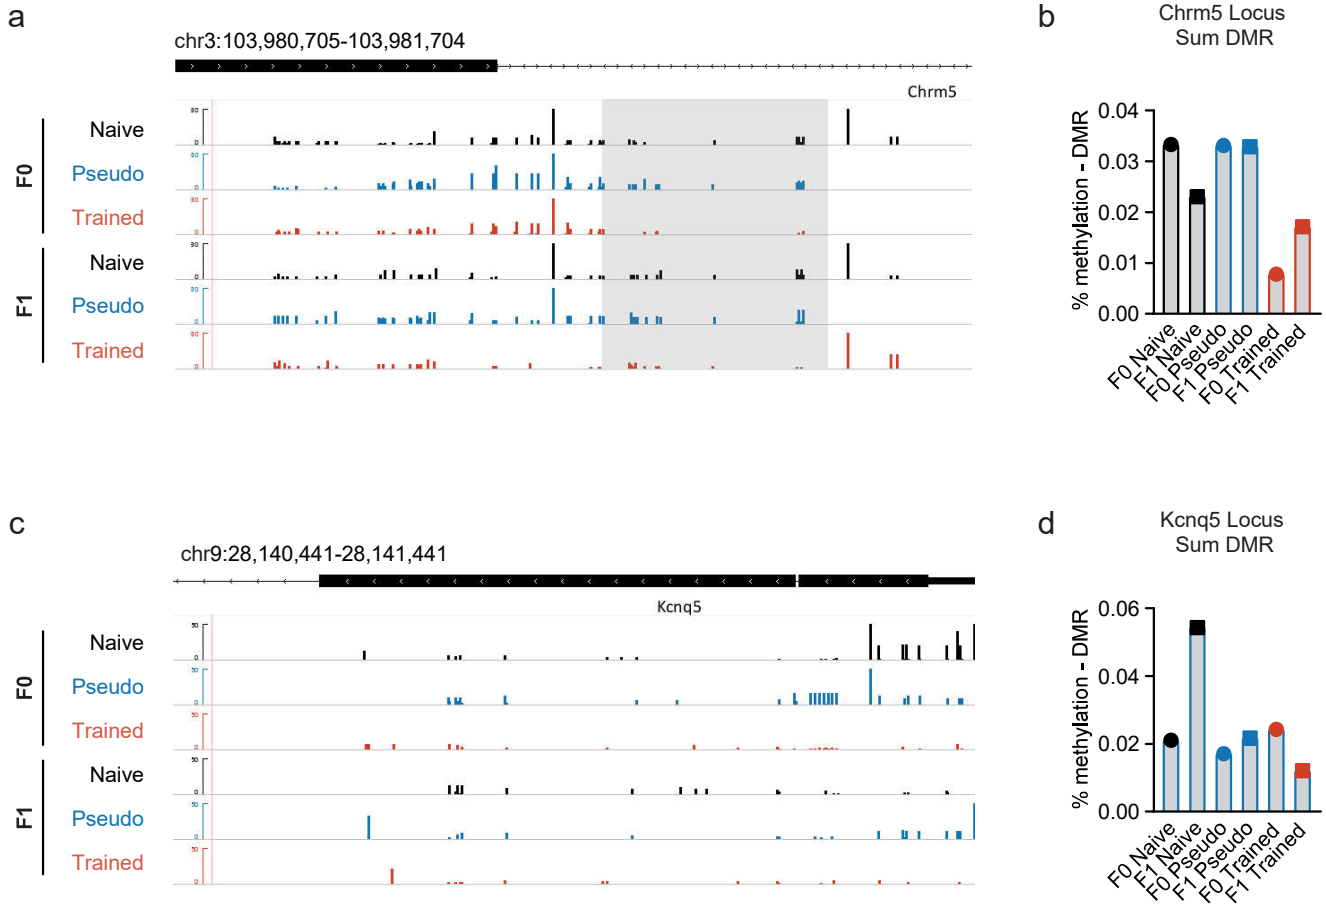 a
chr3:103,980,705-103,981,704
Chrm5
F0
Naive
Pseudo
Trained
F1
Naive
Pseudo
Trained
b
Chrm5 Locus
Sum DMR
% methylation - DMR
0.04
0.03
0.02
0.01
0.00
F0 Naive
F1 Naive
F0 Pseudo
F1 Pseudo
F0 Trained
F1 Trained
c
chr9:28,140,441-28,141,441
Kcnq5
F0
Naive
Pseudo
Trained
F1
Naive
Pseudo
Trained
d
Kcnq5 Locus
Sum DMR
% methylation - DMR
0.06
0.04
0.02
0.00
F0 Naive
F1 Naive
F0 Pseudo
F1 Pseudo
F0 Trained
F1 Trained